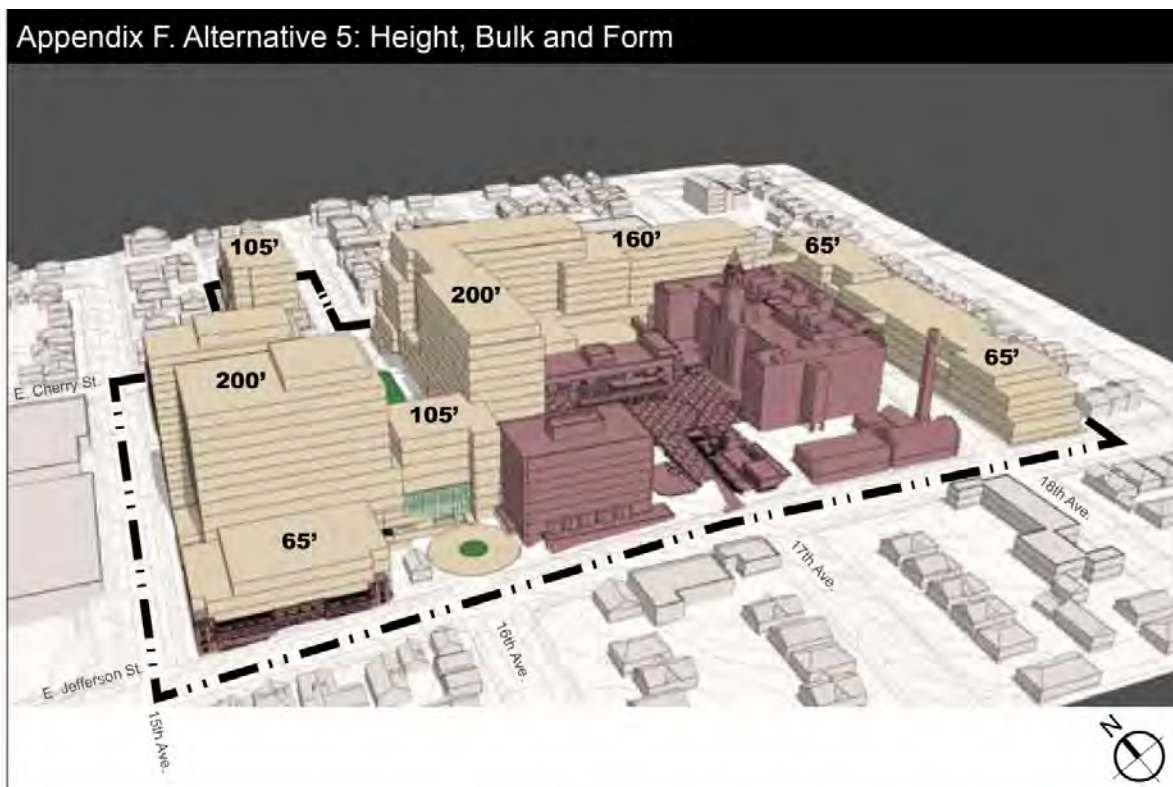 Appendix F. Alternative 5: Height, Bulk and Form
105'
160'
65'
200'
65'
E. Cherry St.
200'
105'
65'
18th Ave.
17th Ave.
16th Ave.
E. Jefferson St.
15th Ave.
N